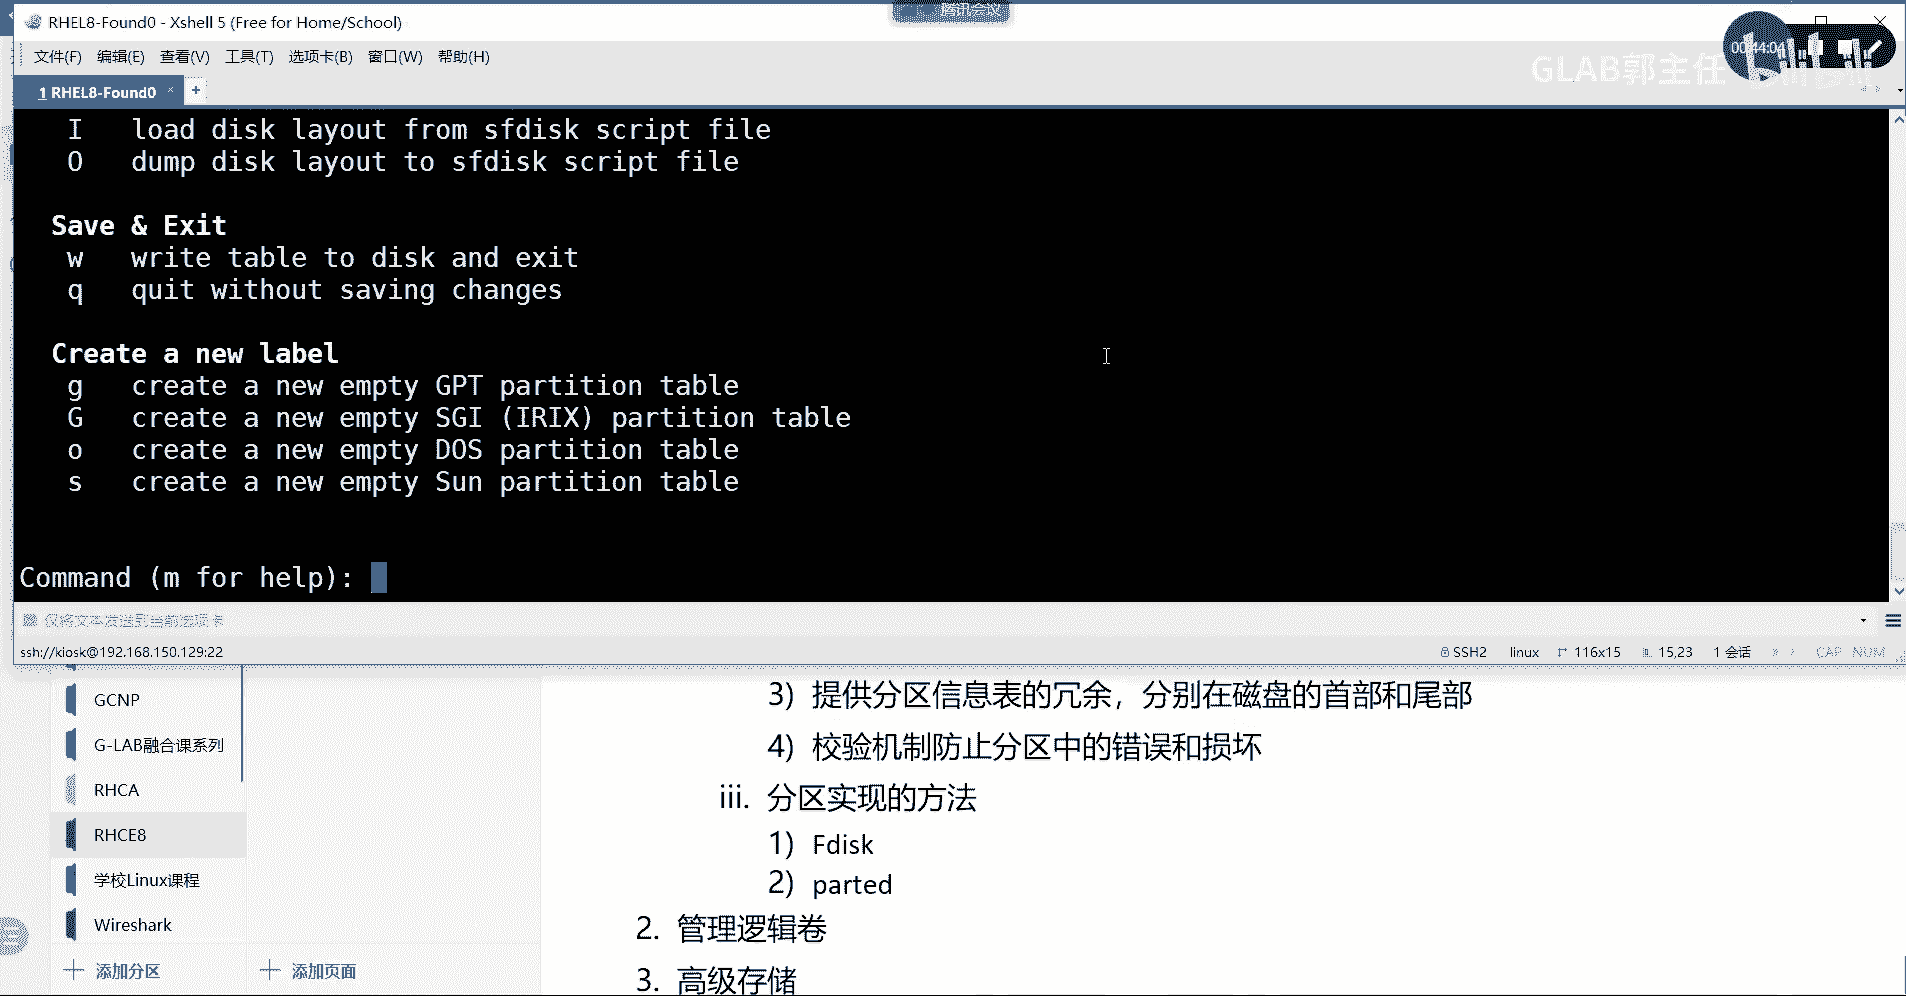 腾讯会议
RHEL8-Found0 - Xshell 5 (Free for Home/School)
00:44:04
文件(F) 编辑(E) 查看(V) 工具(T) 选项卡(B) 窗口(W) 帮助(H)
GLAB郭主任 bilibili
1 RHEL8-Found0 × +
I load disk layout from sfdisk script file
O dump disk layout to sfdisk script file
Save & Exit
w write table to disk and exit
q quit without saving changes
Create a new label
g create a new empty GPT partition table
G create a new empty SGI (IRIX) partition table
o create a new empty DOS partition table
s create a new empty Sun partition table
Command (m for help):
仅将文本发送到当前选项卡
ssh://kiosk@192.168.150.129:22 SSH2 linux 116x15 15,23 1 会话 CAP NUM
GCNP
G-LAB融合课系列
RHCA
RHCE8
学校Linux课程
Wireshark
添加分区 添加页面
3) 提供分区信息表的冗余，分别在磁盘的首部和尾部
4) 校验机制防止分区中的错误和损坏
iii. 分区实现的方法
1) Fdisk
2) parted
2. 管理逻辑卷
3. 高级存储